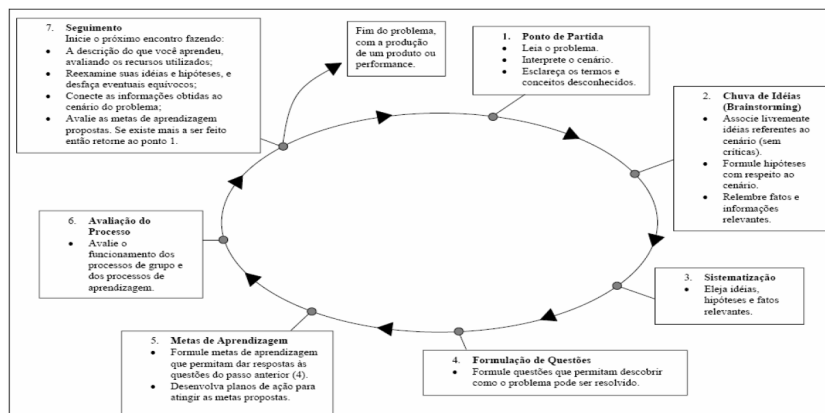 1. Ponto de Partida
• Leia o problema.
• Interprete o cenário.
• Esclareça os termos e
conceitos desconhecidos.
2. Chuva de Idéias
(Brainstorming)
• Associe livremente
idéias referentes ao
cenário (sem
críticas).
• Formule hipóteses
com respeito ao
cenário.
• Relembre fatos e
informações
relevantes.
3. Sistematização
• Eleja idéias,
hipóteses e fatos
relevantes.
4. Formulação de Questões
• Formule questões que permitam descobrir
como o problema pode ser resolvido.
5. Metas de Aprendizagem
• Formule metas de aprendizagem
que permitam dar respostas às
questões do passo anterior (4).
• Desenvolva planos de ação para
atingir as metas propostas.
6. Avaliação do
Processo
• Avalie o
funcionamento dos
processos de grupo e
dos processos de
aprendizagem.
7. Seguimento
Inicie o próximo encontro fazendo:
• A descrição do que você aprendeu,
avaliando os recursos utilizados;
• Reexamine suas idéias e hipóteses, e
desfaça eventuais equívocos;
• Conecte as informações obtidas ao
cenário do problema;
• Avalie as metas de aprendizagem
propostas. Se existe mais a ser feito
então retorne ao ponto 1.
Fim do problema,
com a produção
de um produto ou
performance.